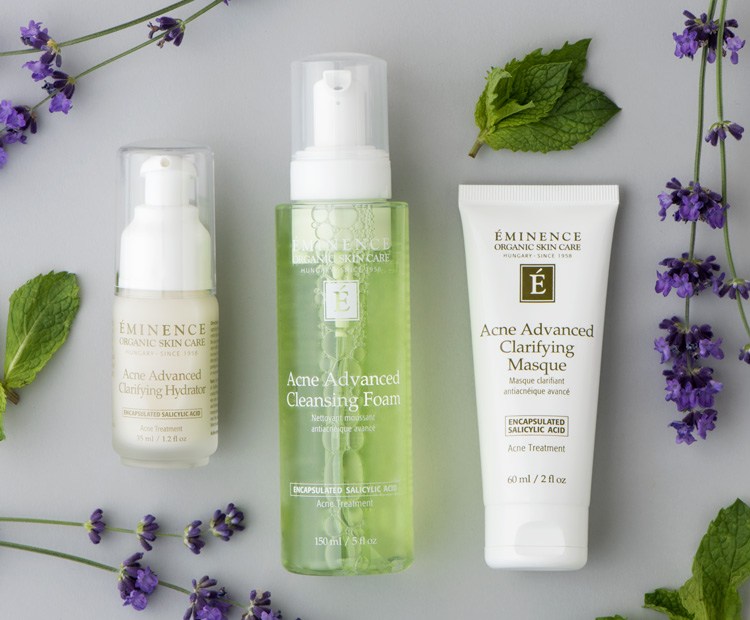 ÉMINENCE
ORGANIC SKIN CARE
HUNGARY · SINCE 1958
Acne Advanced
Clarifying Hydrator
ENCAPSULATED SALICYLIC ACID
Acne Treatment
35 ml / 1.2 fl oz
ÉMINENCE
ORGANIC SKIN CARE
HUNGARY · SINCE 1958
É
Acne Advanced
Cleansing Foam
Nettoyant moussant
antiacnéique avancé
ENCAPSULATED SALICYLIC ACID
Acne Treatment
150 ml / 5 fl oz
ÉMINENCE
ORGANIC SKIN CARE
HUNGARY · SINCE 1958
É
Acne Advanced
Clarifying
Masque
Masque clarifiant
antiacnéique avancé
ENCAPSULATED
SALICYLIC ACID
Acne Treatment
60 ml / 2 fl oz